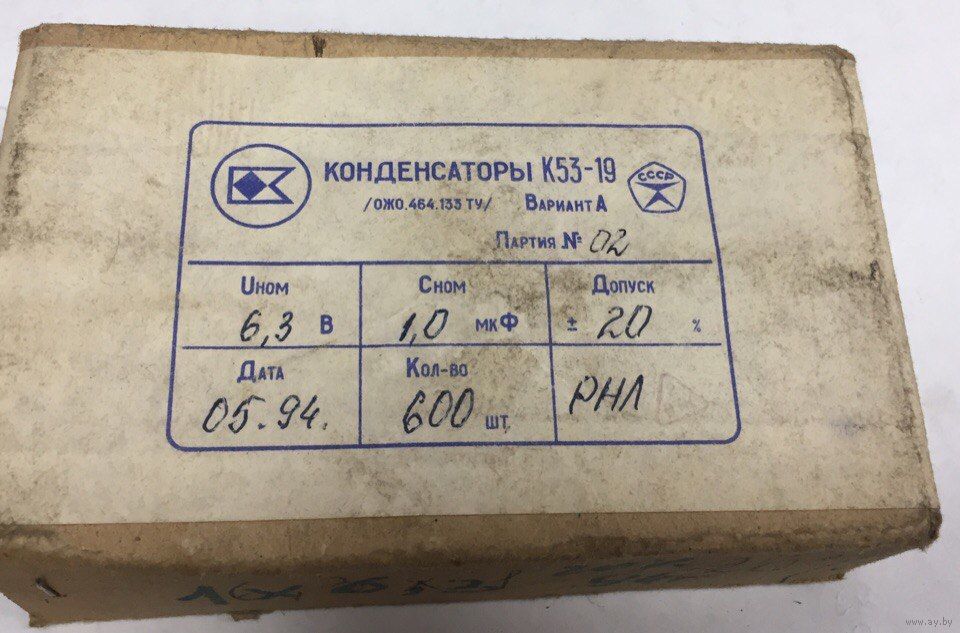 КОНДЕНСАТОРЫ К53-19
/ОЖО.464.133 ТУ/ ВАРИАНТ А
СССР
ПАРТИЯ № 02
Uном Сном Допуск
6,3 В 1,0 мкФ ± 20 %
ДАТА КОЛ-ВО
05.94. 600 шт. РНЛ
www.ay.by